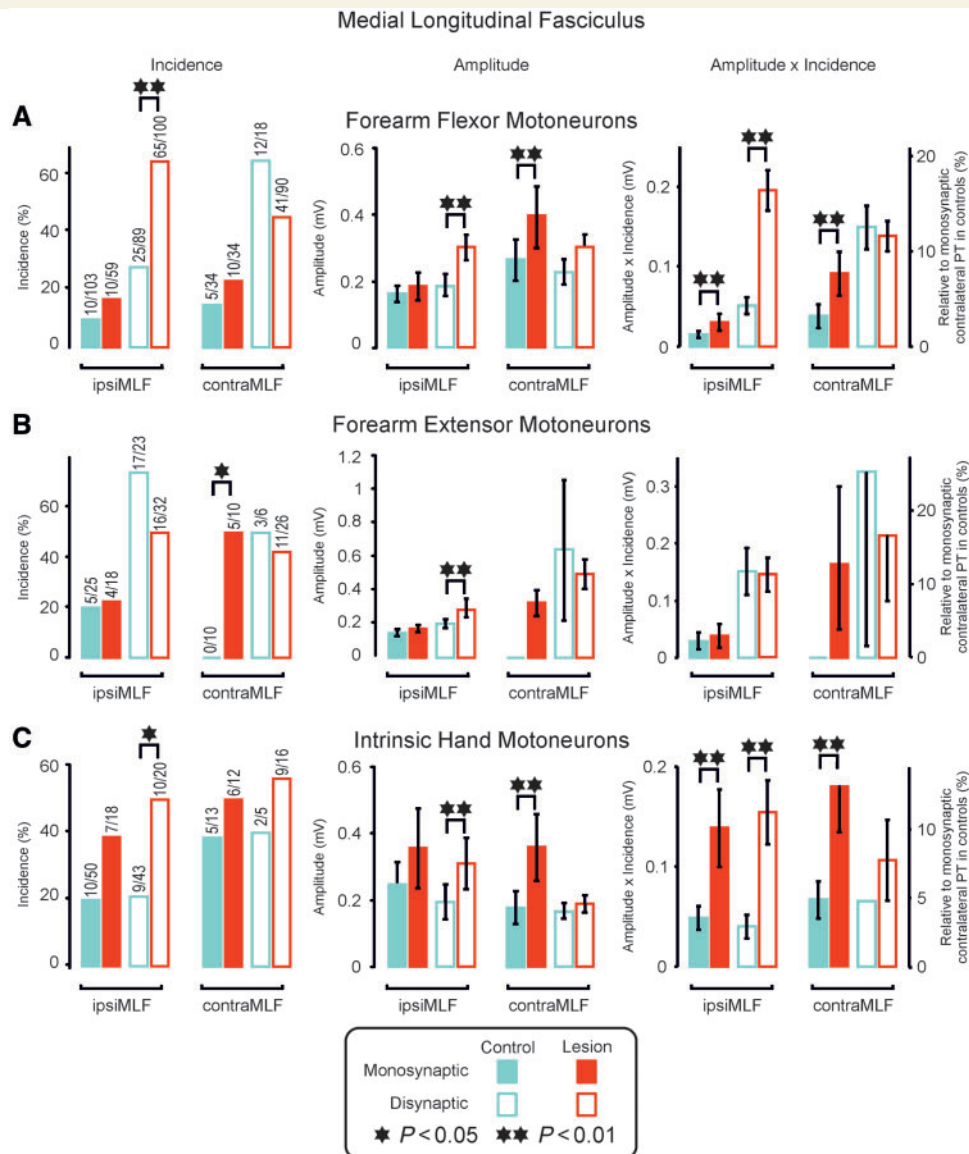 Medial Longitudinal Fasciculus
Incidence
Amplitude
Amplitude x Incidence
A
Forearm Flexor Motoneurons
Incidence (%)
60
40
20
0
10/103
10/59
25/89
65/100
5/34
10/34
12/18
41/90
ipsiMLF
contraMLF
Amplitude (mV)
0.6
0.4
0.2
0
ipsiMLF
contraMLF
Amplitude x Incidence (mV)
0.2
0.1
0
ipsiMLF
contraMLF
20
10
0
Relative to monosynaptic
contralateral PT in controls (%)
B
Forearm Extensor Motoneurons
Incidence (%)
60
40
20
0
5/25
4/18
17/23
16/32
0/10
5/10
3/6
11/26
ipsiMLF
contraMLF
Amplitude (mV)
1.2
1
0.8
0.6
0.4
0.2
0
ipsiMLF
contraMLF
Amplitude x Incidence (mV)
0.3
0.2
0.1
0
ipsiMLF
contraMLF
20
10
0
Relative to monosynaptic
contralateral PT in controls (%)
C
Intrinsic Hand Motoneurons
Incidence (%)
60
40
20
0
10/50
7/18
9/43
10/20
5/13
6/12
2/5
9/16
ipsiMLF
contraMLF
Amplitude (mV)
0.6
0.4
0.2
0
ipsiMLF
contraMLF
Amplitude x Incidence (mV)
0.2
0.1
0
ipsiMLF
contraMLF
10
5
0
Relative to monosynaptic
contralateral PT in controls (%)
Control Lesion
Monosynaptic
Disynaptic
P<0.05 P<0.01